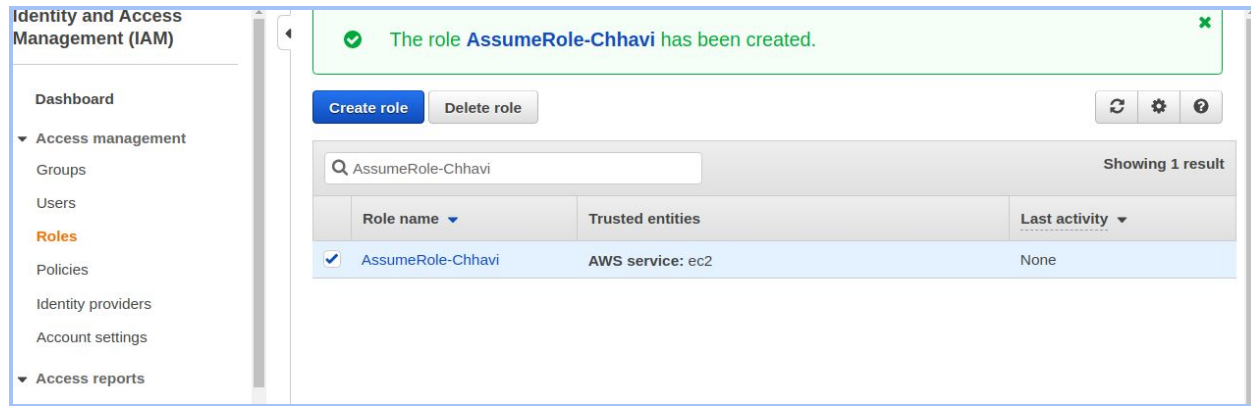 Identity and Access
Management (IAM)
Dashboard
Access management
Groups
Users
Roles
Policies
Identity providers
Account settings
Access reports
The role AssumeRole-Chhavi has been created.
Create role Delete role
AssumeRole-Chhavi Showing 1 result
Role name Trusted entities Last activity
AssumeRole-Chhavi AWS service: ec2 None